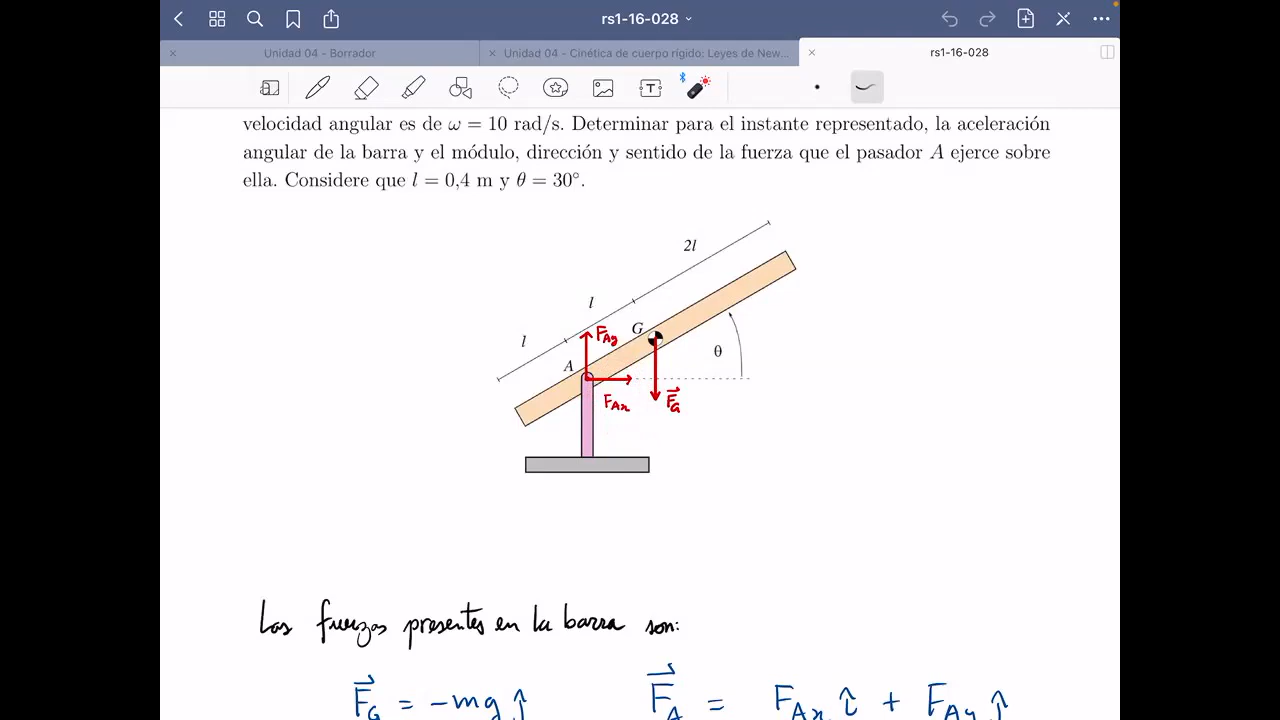 rs1-16-028
Unidad 04 - Borrador
Unidad 04 - Cinética de cuerpo rígido: Leyes de New...
rs1-16-028
velocidad angular es de ω = 10 rad/s. Determinar para el instante representado, la aceleración
angular de la barra y el módulo, dirección y sentido de la fuerza que el pasador A ejerce sobre
ella. Considere que l = 0,4 m y θ = 30°.
2l
l
l
G
F_Ay
θ
A
F_Ax
F⃗_G
Las fuerzas presentes en la barra son:
F⃗_G = -mg ĵ F⃗_A = F_Ax î + F_Ay ĵ